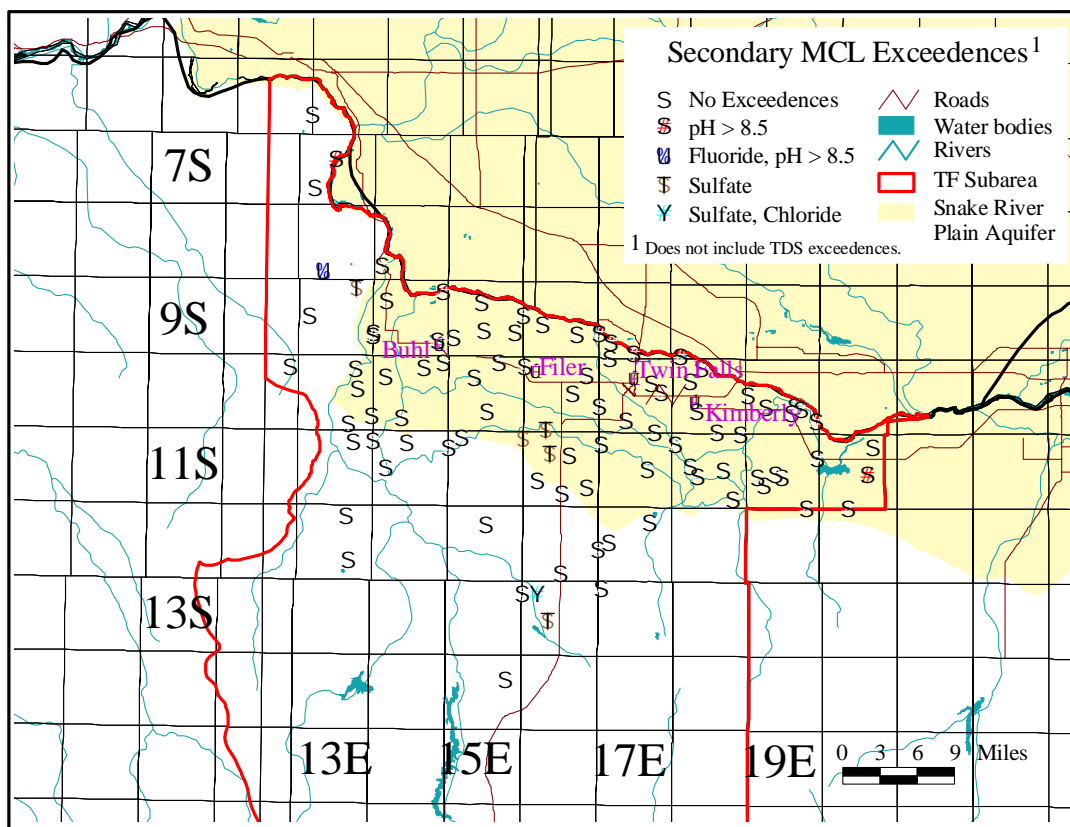 Secondary MCL Exceedences 1
S No Exceedences
S pH > 8.5
Fluoride, pH > 8.5
Sulfate
Y Sulfate, Chloride
1 Does not include TDS exceedences.
Roads
Water bodies
Rivers
TF Subarea
Snake River
Plain Aquifer
7S
9S
11S
13S
Buhl
Filer
Twin Falls
Kimberly
13E
15E
17E
19E
0 3 6 9 Miles